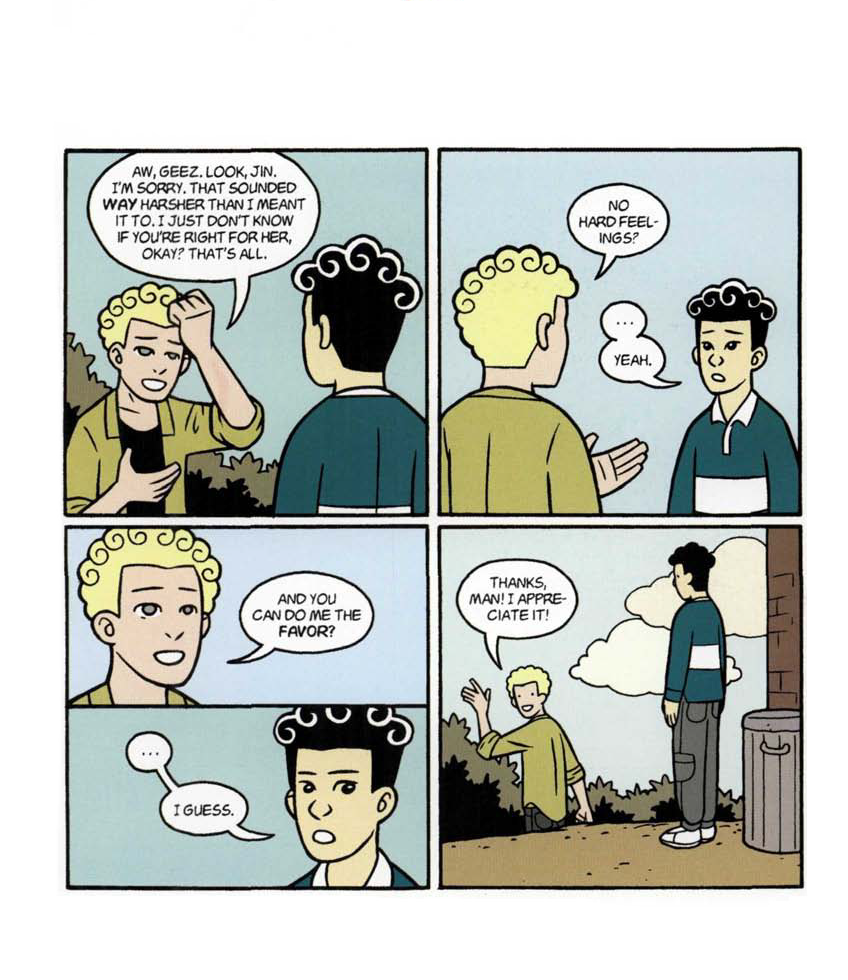 AW, GEEZ. LOOK, JIN.
I'M SORRY. THAT SOUNDED
WAY HARSHER THAN I MEANT
IT TO. I JUST DON'T KNOW
IF YOU'RE RIGHT FOR HER,
OKAY? THAT'S ALL.
NO
HARD FEEL-
INGS?
...
YEAH.
AND YOU
CAN DO ME THE
FAVOR?
...
I GUESS.
THANKS,
MAN! I APPRE-
CIATE IT!